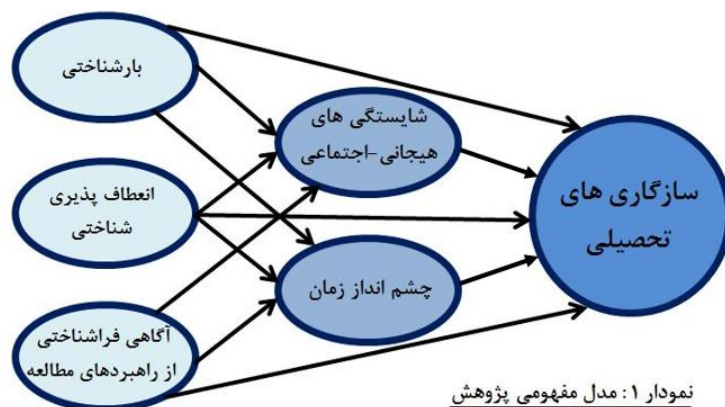 بارشناختی
شایستگی های
هیجانی-اجتماعی
انعطاف پذیری
شناختی
سازگاری های
تحصیلی
چشم انداز زمان
آگاهی فراشناختی
از راهبردهای مطالعه
نمودار ۱: مدل مفهومی پژوهش